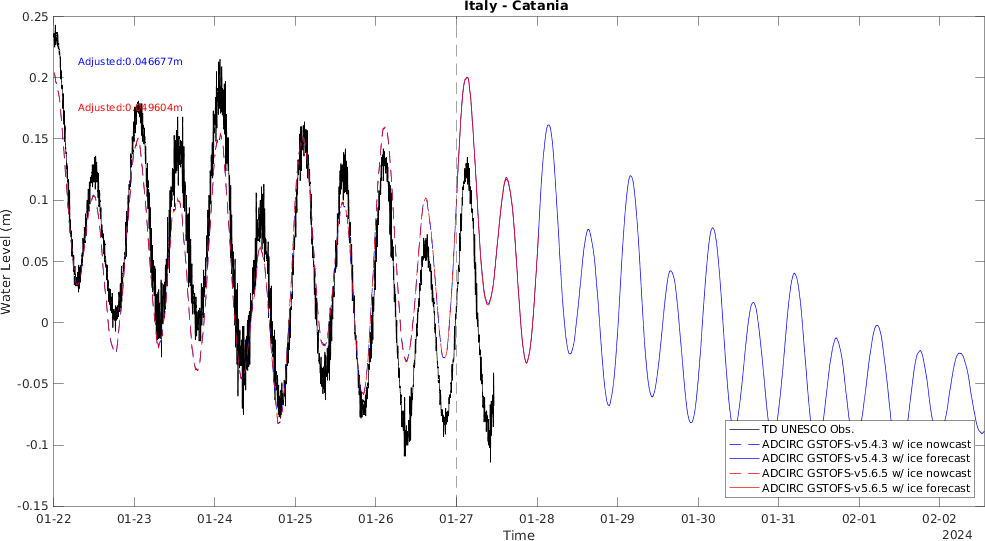 Italy - Catania
0.25
0.2
0.15
0.1
0.05
0
-0.05
-0.1
-0.15
Water Level (m)
Adjusted:0.046677m
Adjusted:0.049604m
TD UNESCO Obs.
ADCIRC GSTOFS-v5.4.3 w/ ice nowcast
ADCIRC GSTOFS-v5.4.3 w/ ice forecast
ADCIRC GSTOFS-v5.6.5 w/ ice nowcast
ADCIRC GSTOFS-v5.6.5 w/ ice forecast
01-22 01-23 01-24 01-25 01-26 01-27 01-28 01-29 01-30 01-31 02-01 02-02
Time
2024